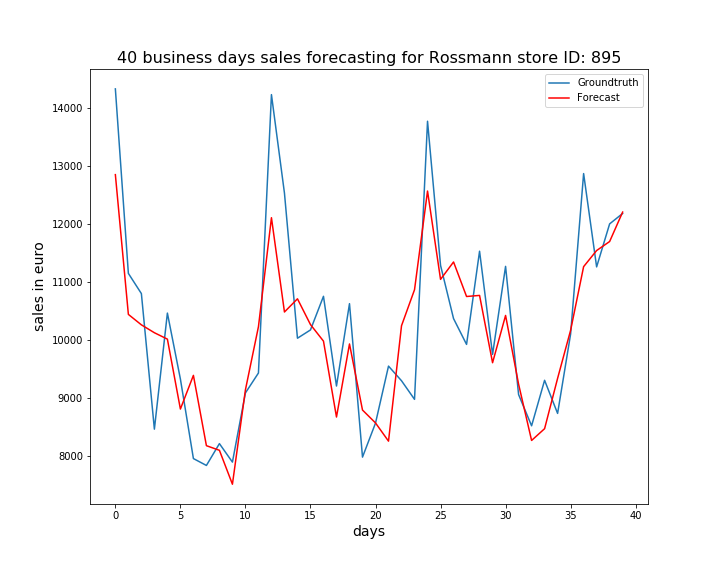 40 business days sales forecasting for Rossmann store ID: 895
Groundtruth
Forecast
14000
13000
12000
11000
10000
9000
8000
sales in euro
0 5 10 15 20 25 30 35 40
days